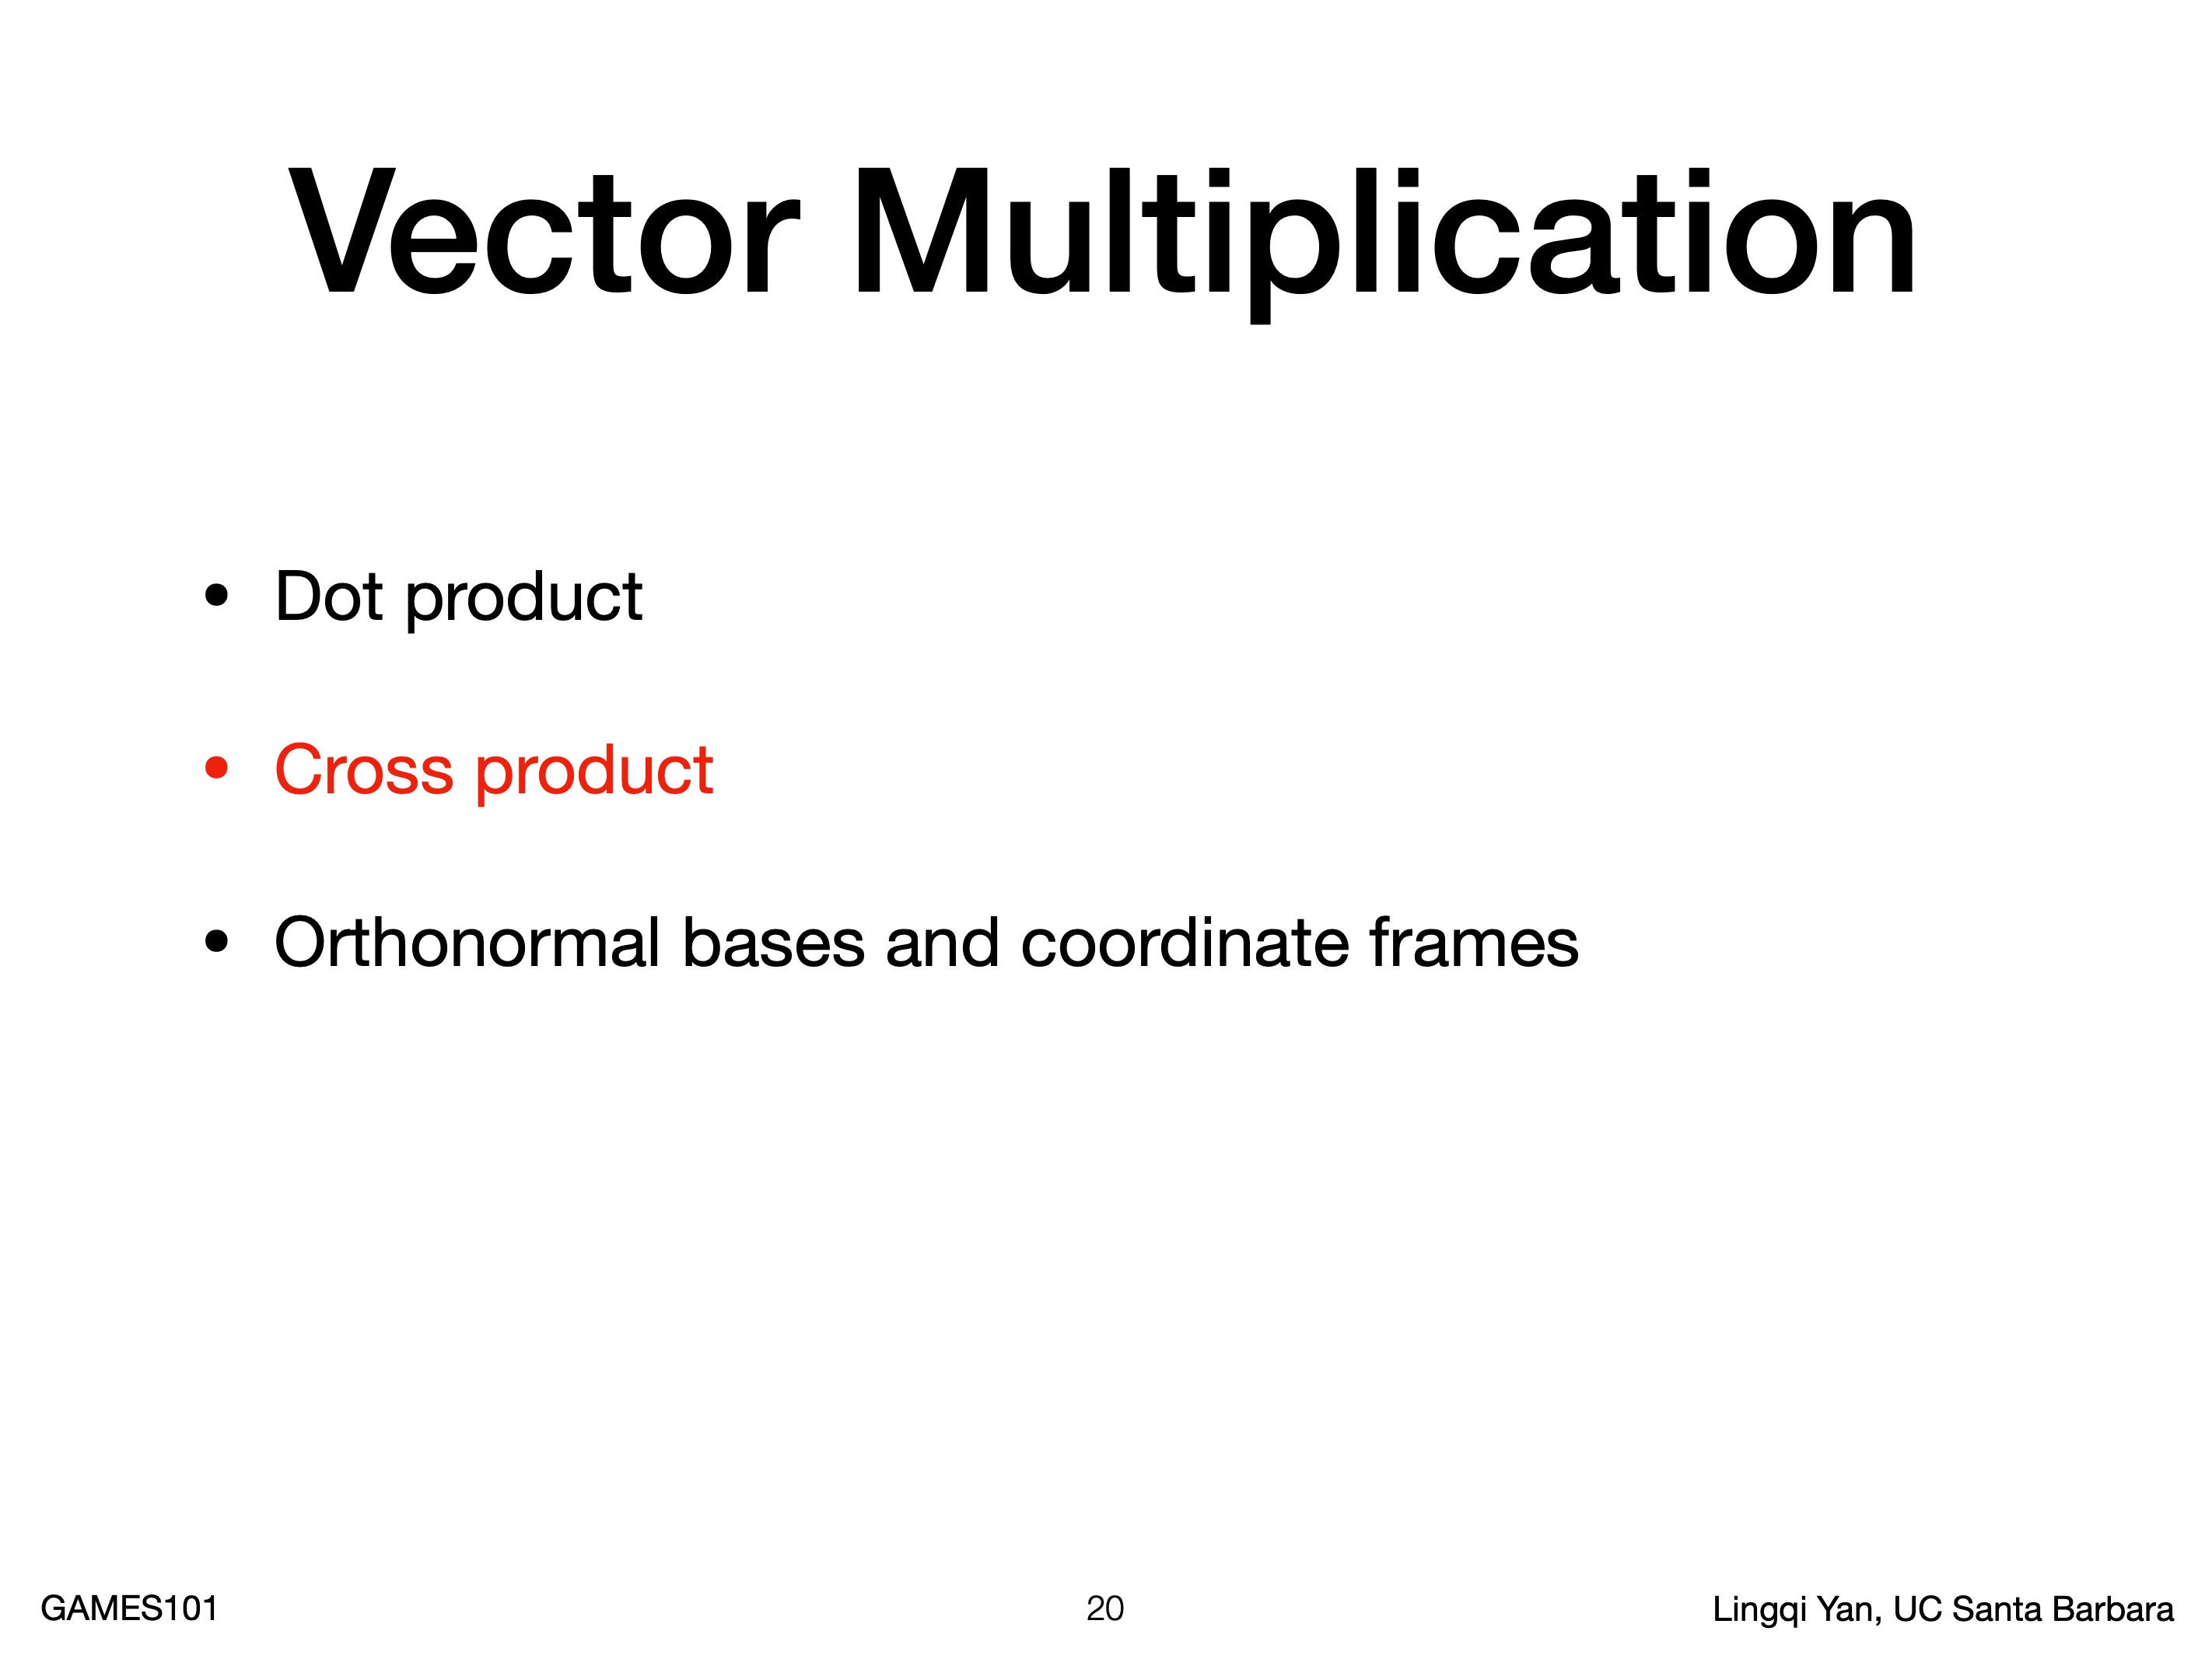 Vector Multiplication
• Dot product
• Cross product
• Orthonormal bases and coordinate frames
GAMES101
20
Lingqi Yan, UC Santa Barbara